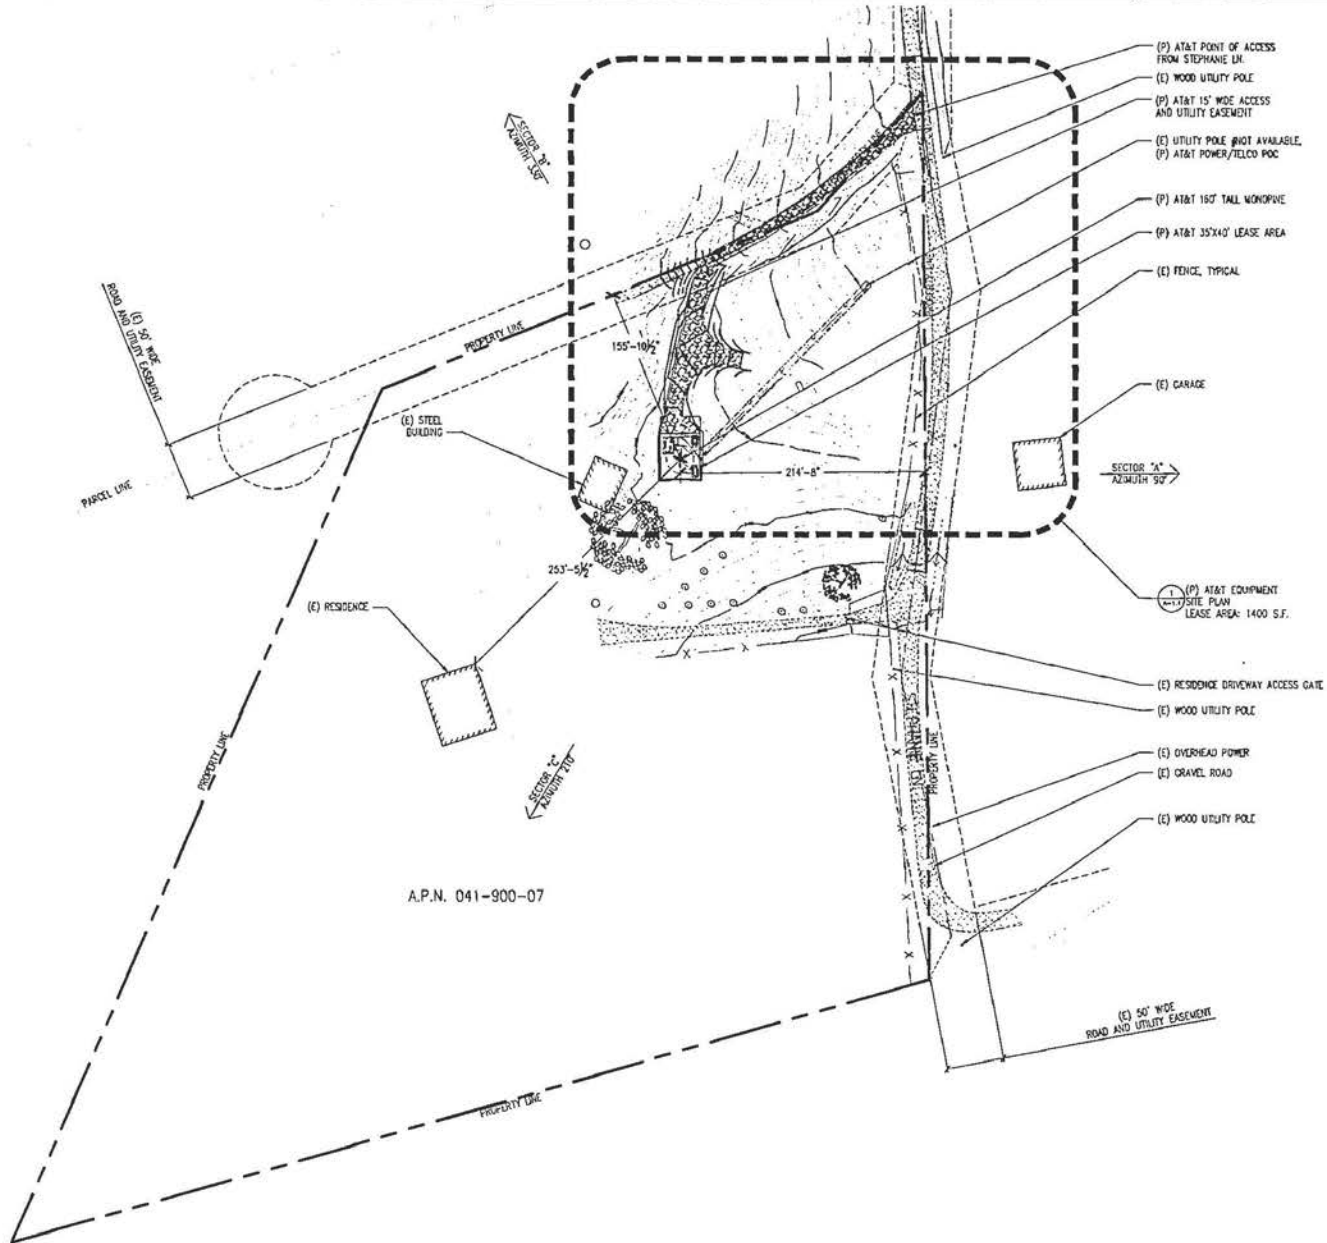 (P) AT&T POINT OF ACCESS
FROM STEPHANIE LN.
(E) WOOD UTILITY POLE
(P) AT&T 15' WIDE ACCESS
AND UTILITY EASEMENT
(E) UTILITY POLE #NOT AVAILABLE,
(P) AT&T POWER/TELCO POC
(P) AT&T 160' TALL MONOPINE
(P) AT&T 35'X40' LEASE AREA
(E) FENCE, TYPICAL
SECTOR "B"
AZIMUTH 330°
(E) 50' WIDE
ROAD AND UTILITY EASEMENT
PROPERTY LINE
155'-10½"
(E) STEEL
BUILDING
(E) GARAGE
214'-8"
SECTOR "A"
AZIMUTH 90°
PARCEL LINE
253'-5½"
(E) RESIDENCE
1
(P) AT&T EQUIPMENT
SITE PLAN
LEASE AREA: 1400 S.F.
(E) RESIDENCE DRIVEWAY ACCESS GATE
(E) WOOD UTILITY POLE
STEPHANIE LN
PROPERTY LINE
PROPERTY LINE
SECTOR "C"
AZIMUTH 210°
(E) OVERHEAD POWER
(E) GRAVEL ROAD
(E) WOOD UTILITY POLE
A.P.N. 041-900-07
(E) 50' WIDE
ROAD AND UTILITY EASEMENT
PROPERTY LINE